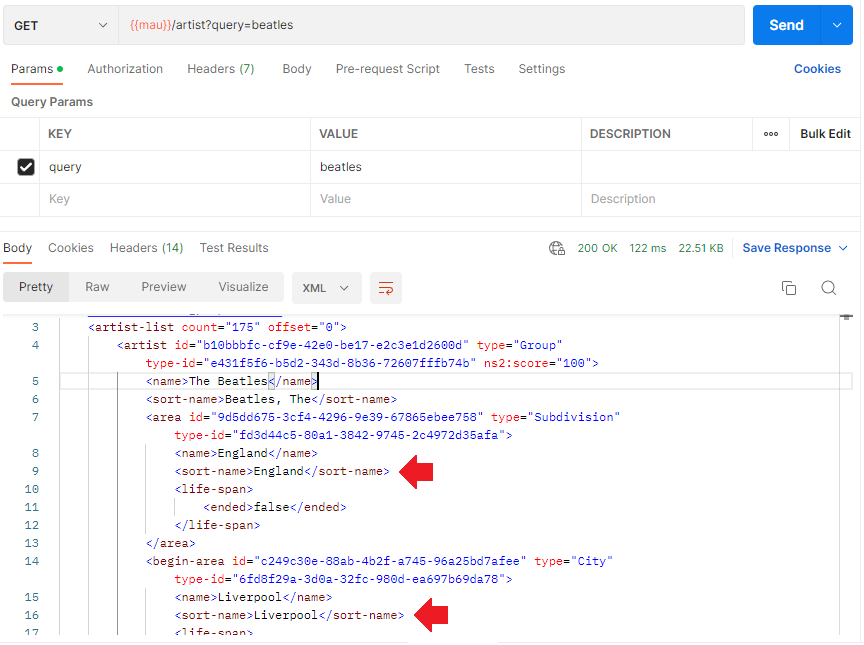 GET {{mau}}/artist?query=beatles Send
Params Authorization Headers (7) Body Pre-request Script Tests Settings Cookies
Query Params
KEY VALUE DESCRIPTION ooo Bulk Edit
query beatles
Key Value Description
Body Cookies Headers (14) Test Results 200 OK 122 ms 22.51 KB Save Response
Pretty Raw Preview Visualize XML
3 <artist-list count="175" offset="0">
4 <artist id="b10bbbfc-cf9e-42e0-be17-e2c3e1d2600d" type="Group"
type-id="e431f5f6-b5d2-343d-8b36-72607fffb74b" ns2:score="100">
5 <name>The Beatles</name>
6 <sort-name>Beatles, The</sort-name>
7 <area id="9d5dd675-3cf4-4296-9e39-67865ebee758" type="Subdivision"
type-id="fd3d44c5-80a1-3842-9745-2c4972d35afa">
8 <name>England</name>
9 <sort-name>England</sort-name>
10 <life-span>
11 <ended>false</ended>
12 </life-span>
13 </area>
14 <begin-area id="c249c30e-88ab-4b2f-a745-96a25bd7afee" type="City"
type-id="6fd8f29a-3d0a-32fc-980d-ea697b69da78">
15 <name>Liverpool</name>
16 <sort-name>Liverpool</sort-name>
17 <life-span>